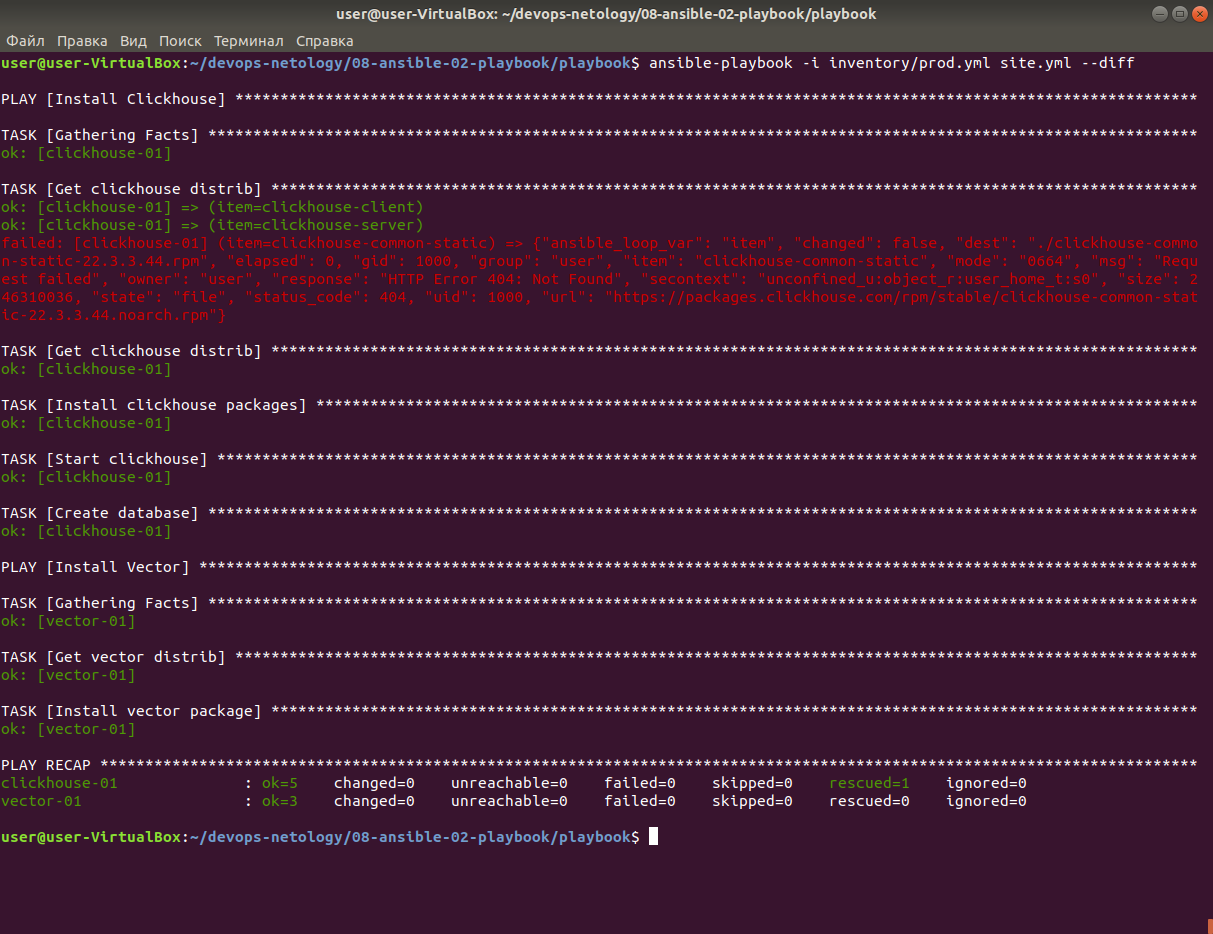 user@user-VirtualBox: ~/devops-netology/08-ansible-02-playbook/playbook
Файл Правка Вид Поиск Терминал Справка
user@user-VirtualBox:~/devops-netology/08-ansible-02-playbook/playbook$ ansible-playbook -i inventory/prod.yml site.yml --diff
PLAY [Install Clickhouse] ***********************************************************************************************************
TASK [Gathering Facts] **************************************************************************************************************
ok: [clickhouse-01]
TASK [Get clickhouse distrib] *******************************************************************************************************
ok: [clickhouse-01] => (item=clickhouse-client)
ok: [clickhouse-01] => (item=clickhouse-server)
failed: [clickhouse-01] (item=clickhouse-common-static) => {"ansible_loop_var": "item", "changed": false, "dest": "./clickhouse-commo
n-static-22.3.3.44.rpm", "elapsed": 0, "gid": 1000, "group": "user", "item": "clickhouse-common-static", "mode": "0664", "msg": "Requ
est failed", "owner": "user", "response": "HTTP Error 404: Not Found", "secontext": "unconfined_u:object_r:user_home_t:s0", "size": 2
46310036, "state": "file", "status_code": 404, "uid": 1000, "url": "https://packages.clickhouse.com/rpm/stable/clickhouse-common-stat
ic-22.3.3.44.noarch.rpm"}
TASK [Get clickhouse distrib] *******************************************************************************************************
ok: [clickhouse-01]
TASK [Install clickhouse packages] **************************************************************************************************
ok: [clickhouse-01]
TASK [Start clickhouse] *************************************************************************************************************
ok: [clickhouse-01]
TASK [Create database] **************************************************************************************************************
ok: [clickhouse-01]
PLAY [Install Vector] ***************************************************************************************************************
TASK [Gathering Facts] **************************************************************************************************************
ok: [vector-01]
TASK [Get vector distrib] ***********************************************************************************************************
ok: [vector-01]
TASK [Install vector package] *******************************************************************************************************
ok: [vector-01]
PLAY RECAP **************************************************************************************************************************
clickhouse-01              : ok=5    changed=0    unreachable=0    failed=0    skipped=0    rescued=1    ignored=0
vector-01                  : ok=3    changed=0    unreachable=0    failed=0    skipped=0    rescued=0    ignored=0
user@user-VirtualBox:~/devops-netology/08-ansible-02-playbook/playbook$